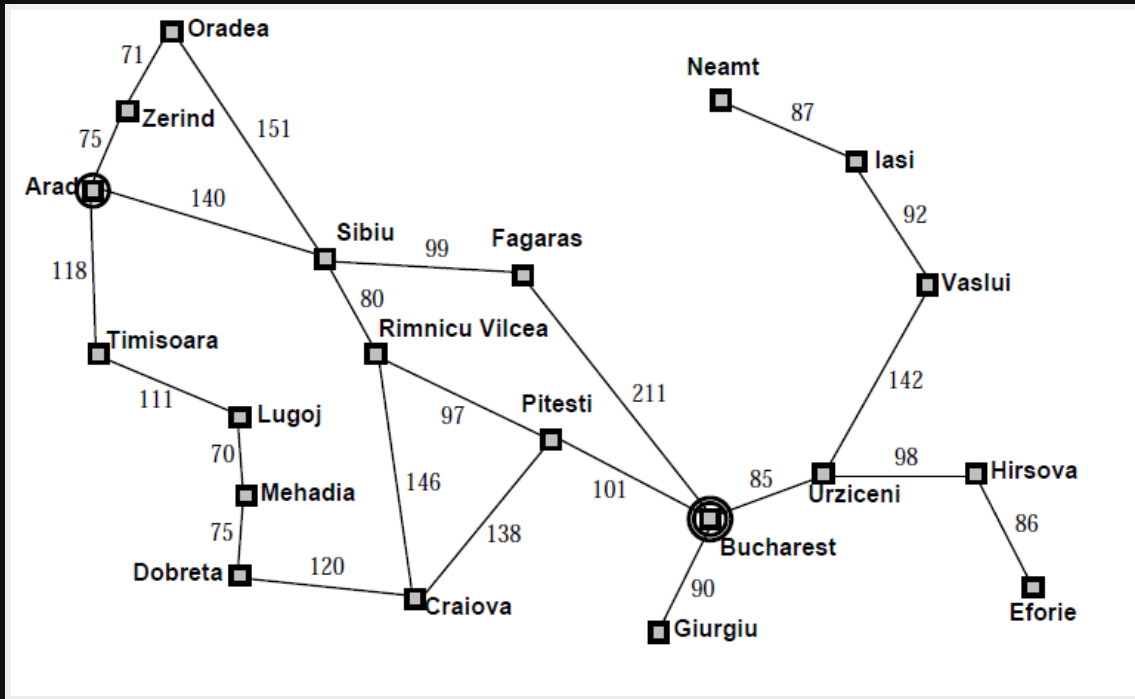 Oradea
71
Neamt
87
Zerind
151
75
Iasi
Arad
140
92
Sibiu
Fagaras
99
118
Vaslui
80
Rimnicu Vilcea
Timisoara
142
211
111
Pitesti
Lugoj
97
70
98
Hirsova
146
85
Mehadia
101
Urziceni
75
138
86
Bucharest
Dobreta
120
90
Craiova
Eforie
Giurgiu